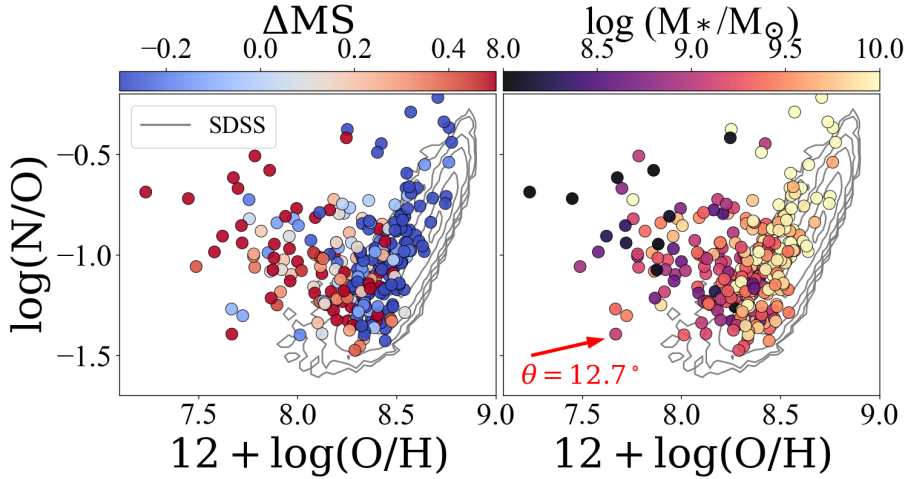 ΔMS
−0.2 0.0 0.2 0.4
log (M∗/M⊙)
8.0 8.5 9.0 9.5 10.0
SDSS
log(N/O)
−0.5
−1.0
−1.5
7.5 8.0 8.5 9.0
12 + log(O/H)
θ = 12.7°
7.5 8.0 8.5 9.0
12 + log(O/H)